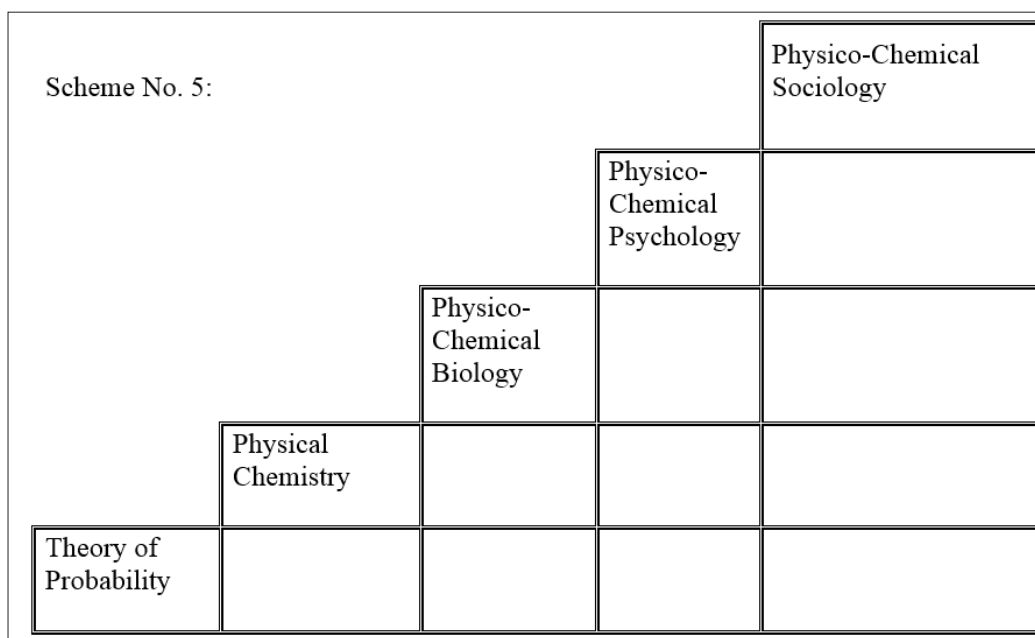 Scheme No. 5:
Physico-Chemical
Sociology
Physico-
Chemical
Psychology
Physico-
Chemical
Biology
Physical
Chemistry
Theory of
Probability